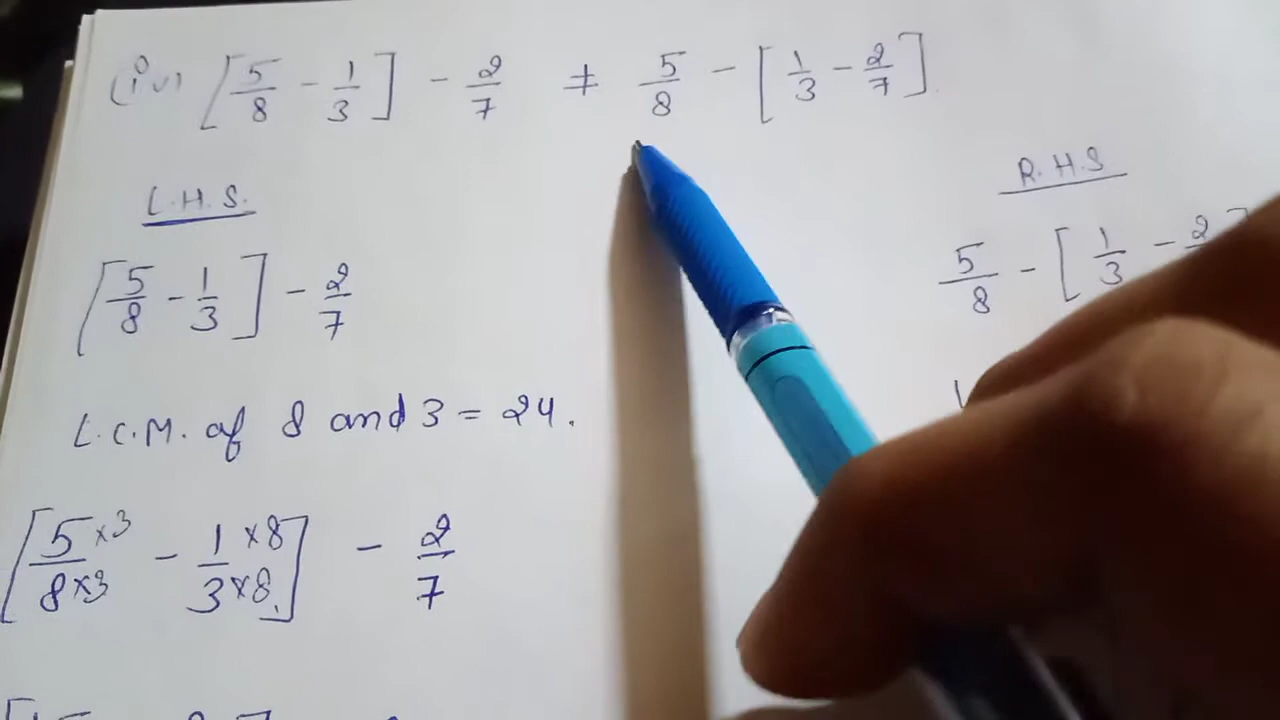 (iv) [5/8 - 1/3] - 2/7 ≠ 5/8 - [1/3 - 2/7]
L.H.S.
[5/8 - 1/3] - 2/7
L.C.M. of 8 and 3 = 24.
[5×3/8×3 - 1×8/3×8] - 2/7
R.H.S
5/8 - [1/3 - 2